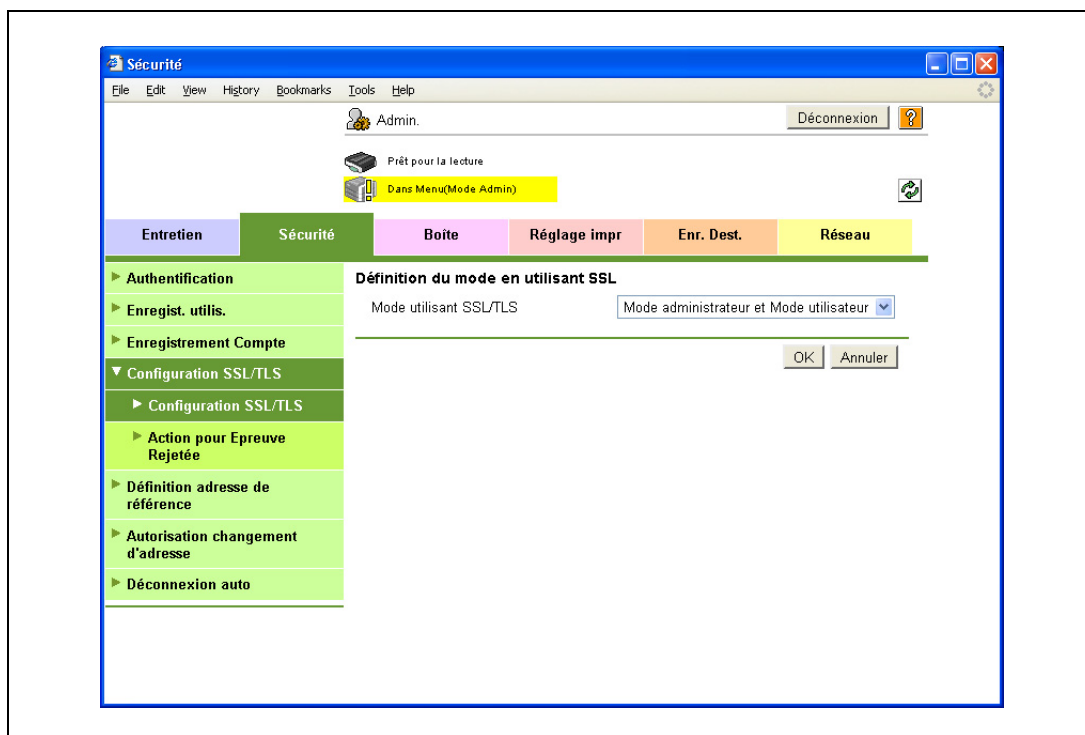 Sécurité
File Edit View History Bookmarks Tools Help
Admin.
Déconnexion
?
Prêt pour la lecture
Dans Menu(Mode Admin)
Entretien Sécurité Boîte Réglage impr Enr. Dest. Réseau
Authentification
Enregist. utilis.
Enregistrement Compte
Configuration SSL/TLS
Configuration SSL/TLS
Action pour Epreuve
Rejetée
Définition adresse de
référence
Autorisation changement
d'adresse
Déconnexion auto
Définition du mode en utilisant SSL
Mode utilisant SSL/TLS Mode administrateur et Mode utilisateur
OK Annuler